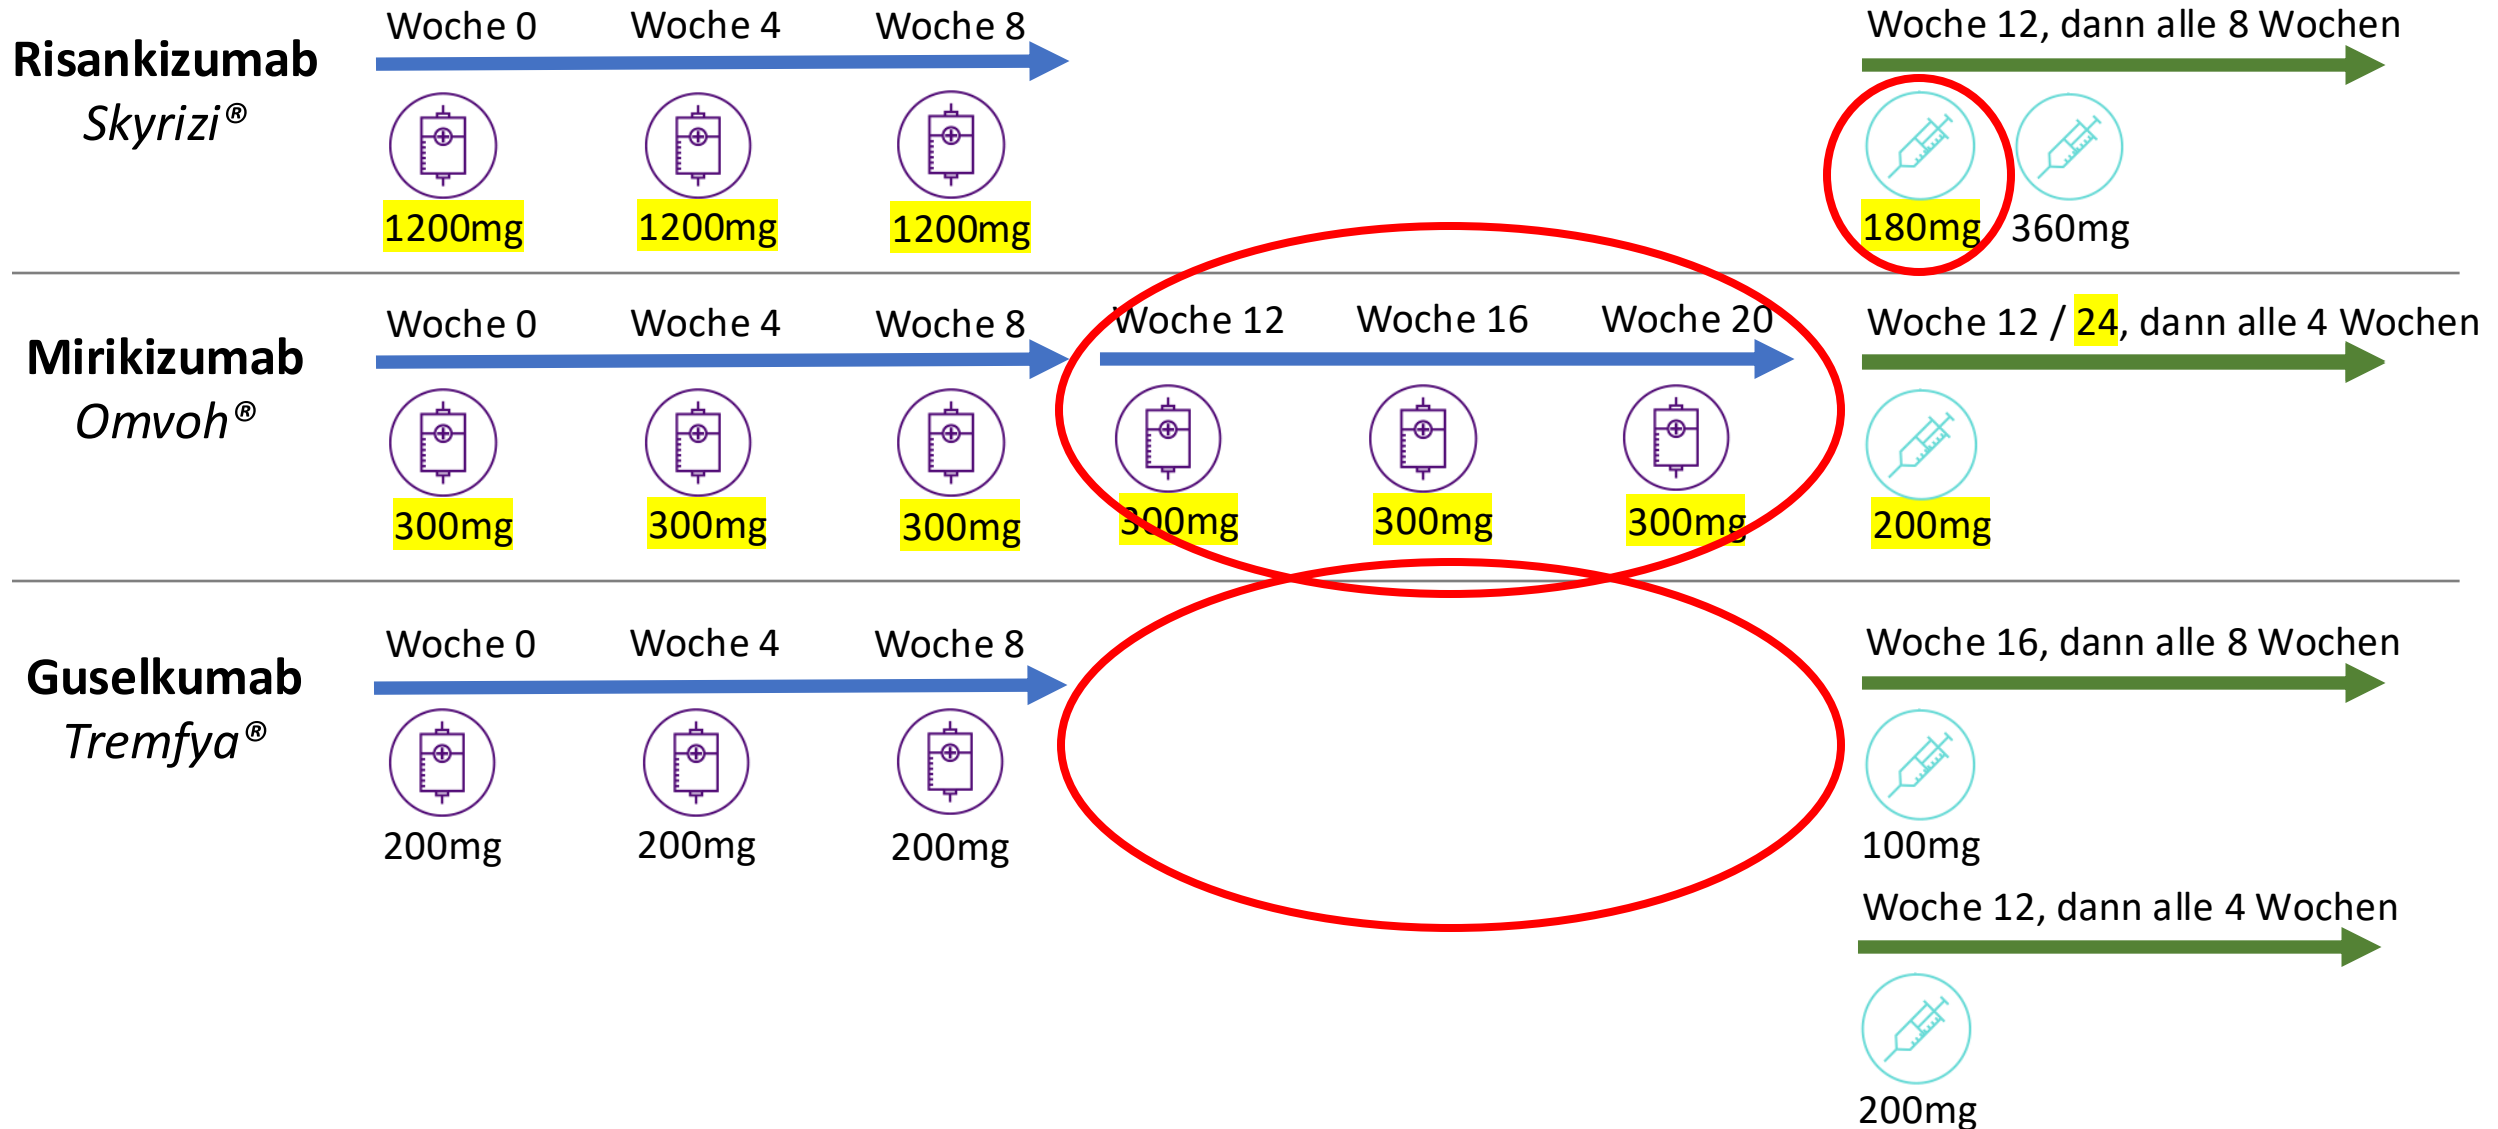 Risankizumab
Skyrizi®
Woche 0
Woche 4
Woche 8
Woche 12, dann alle 8 Wochen
1200mg
1200mg
1200mg
180mg
360mg
Mirikizumab
Omvoh®
Woche 0
Woche 4
Woche 8
Woche 12
Woche 16
Woche 20
Woche 12 / 24, dann alle 4 Wochen
300mg
300mg
300mg
300mg
300mg
300mg
200mg
Guselkumab
Tremfya®
Woche 0
Woche 4
Woche 8
Woche 16, dann alle 8 Wochen
200mg
200mg
200mg
100mg
Woche 12, dann alle 4 Wochen
200mg